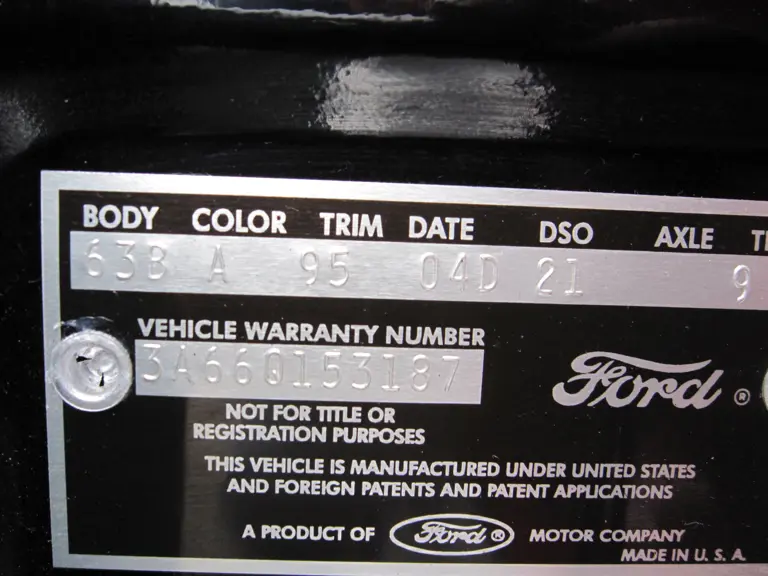 BODY COLOR TRIM DATE DSO AXLE
63B A 95 04D 21 9
VEHICLE WARRANTY NUMBER
3A66Q153187
Ford ®
NOT FOR TITLE OR
REGISTRATION PURPOSES
THIS VEHICLE IS MANUFACTURED UNDER UNITED STATES
AND FOREIGN PATENTS AND PATENT APPLICATIONS
A PRODUCT OF Ford ® MOTOR COMPANY
MADE IN U. S. A.